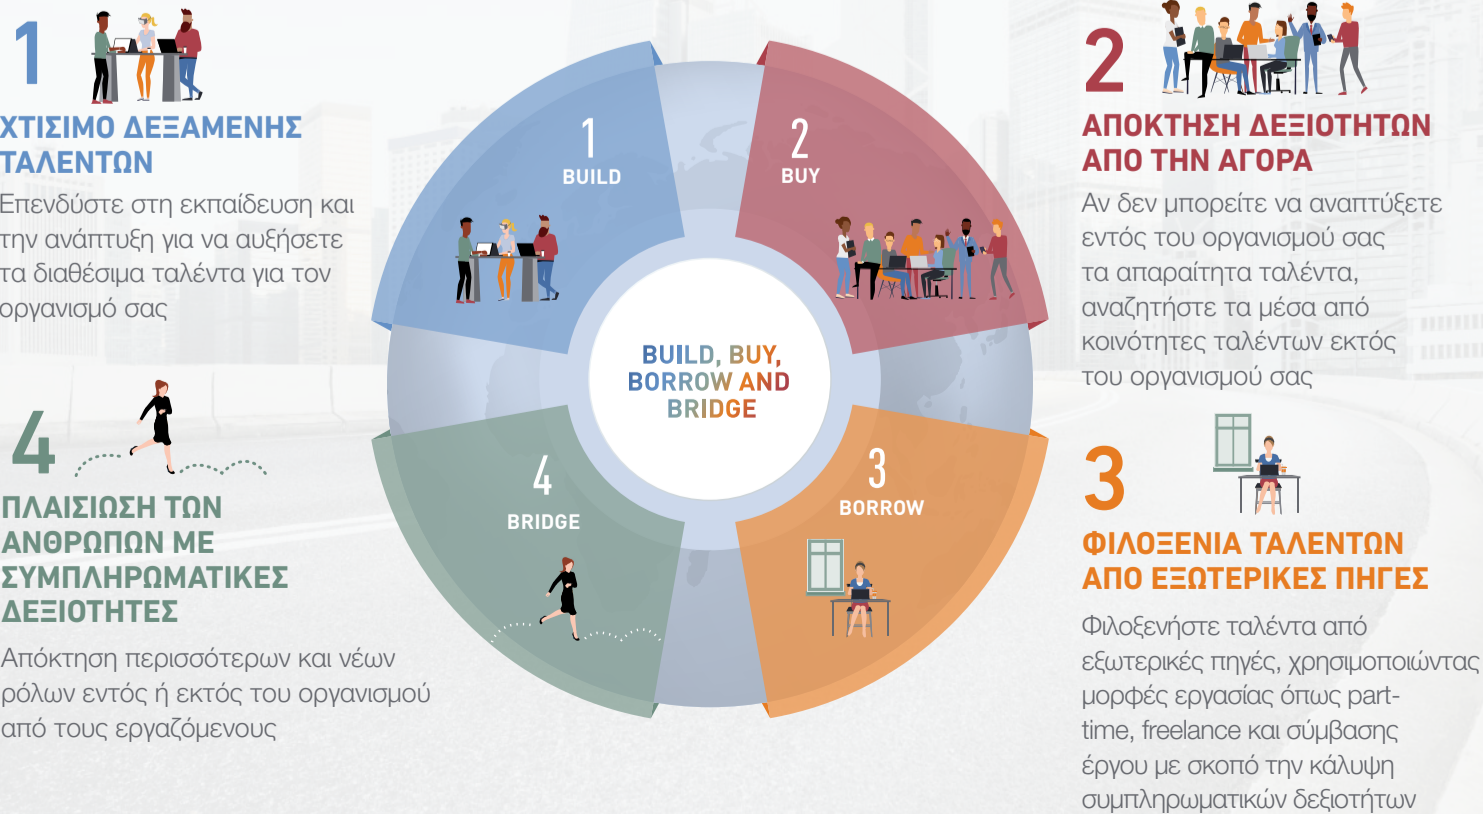 1
ΧΤΙΣΙΜΟ ΔΕΞΑΜΕΝΗΣ
ΤΑΛΕΝΤΩΝ
Επενδύστε στη εκπαίδευση και
την ανάπτυξη για να αυξήσετε
τα διαθέσιμα ταλέντα για τον
οργανισμό σας
2
ΑΠΟΚΤΗΣΗ ΔΕΞΙΟΤΗΤΩΝ
ΑΠΟ ΤΗΝ ΑΓΟΡΑ
Αν δεν μπορείτε να αναπτύξετε
εντός του οργανισμού σας
τα απαραίτητα ταλέντα,
αναζητήστε τα μέσα από
κοινότητες ταλέντων εκτός
του οργανισμού σας
3
ΦΙΛΟΞΕΝΙΑ ΤΑΛΕΝΤΩΝ
ΑΠΟ ΕΞΩΤΕΡΙΚΕΣ ΠΗΓΕΣ
Φιλοξενήστε ταλέντα από
εξωτερικές πηγές, χρησιμοποιώντας
μορφές εργασίας όπως part-
time, freelance και σύμβασης
έργου με σκοπό την κάλυψη
συμπληρωματικών δεξιοτήτων
4
ΠΛΑΙΣΙΩΣΗ ΤΩΝ
ΑΝΘΡΩΠΩΝ ΜΕ
ΣΥΜΠΛΗΡΩΜΑΤΙΚΕΣ
ΔΕΞΙΟΤΗΤΕΣ
Απόκτηση περισσότερων και νέων
ρόλων εντός ή εκτός του οργανισμού
από τους εργαζόμενους
1
BUILD
2
BUY
3
BORROW
4
BRIDGE
BUILD, BUY,
BORROW AND
BRIDGE